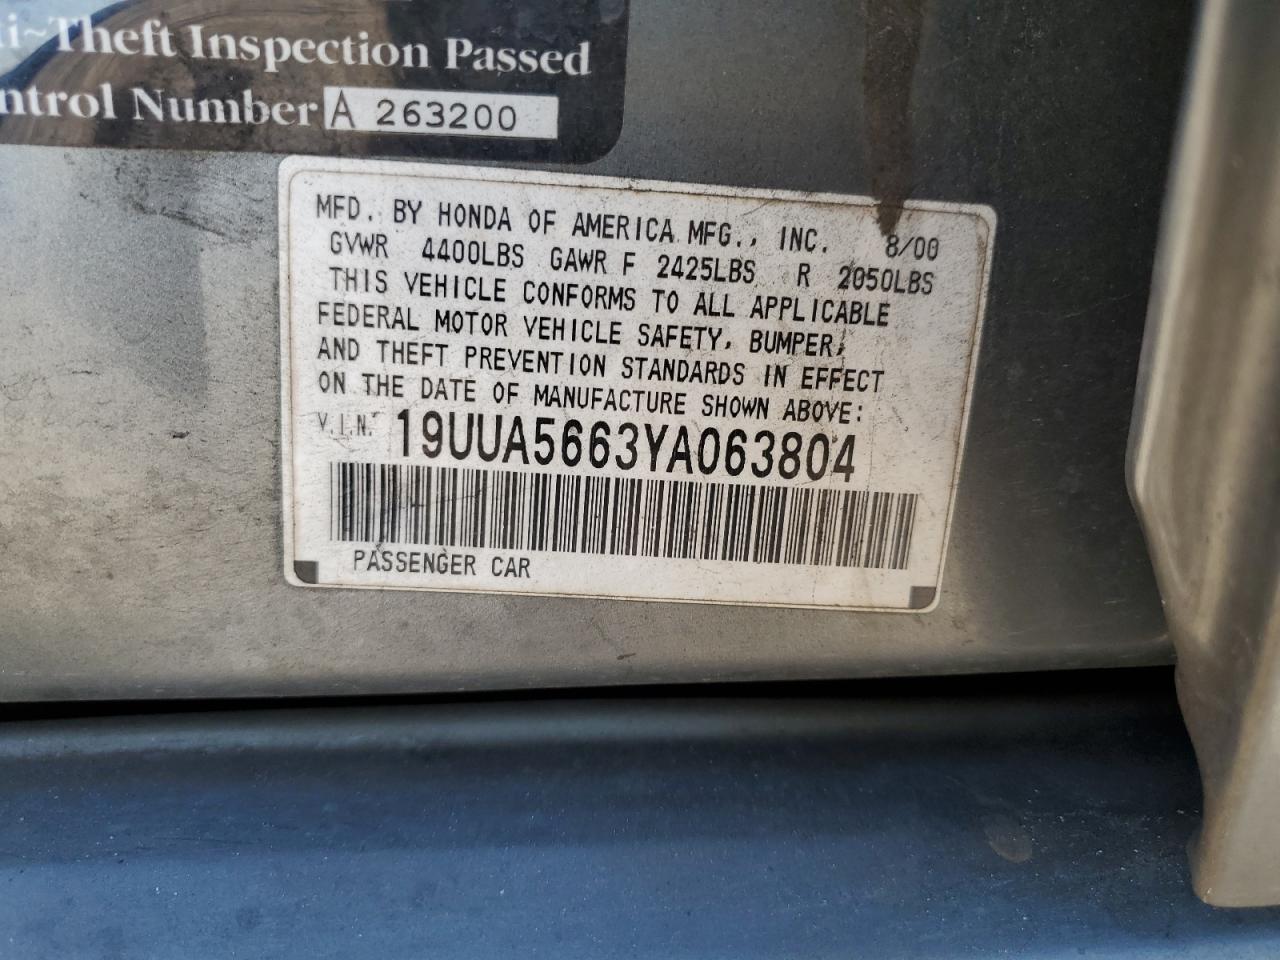 Theft Inspection Passed
Number A 263200
MFD. BY HONDA OF AMERICA MFG., INC. 8/00
GVWR 4400LBS GAWR F 2425LBS R 2050LBS
THIS VEHICLE CONFORMS TO ALL APPLICABLE
FEDERAL MOTOR VEHICLE SAFETY, BUMPER,
AND THEFT PREVENTION STANDARDS IN EFFECT
ON THE DATE OF MANUFACTURE SHOWN ABOVE:
V.I.N. 19UUA5663YA063804
PASSENGER CAR